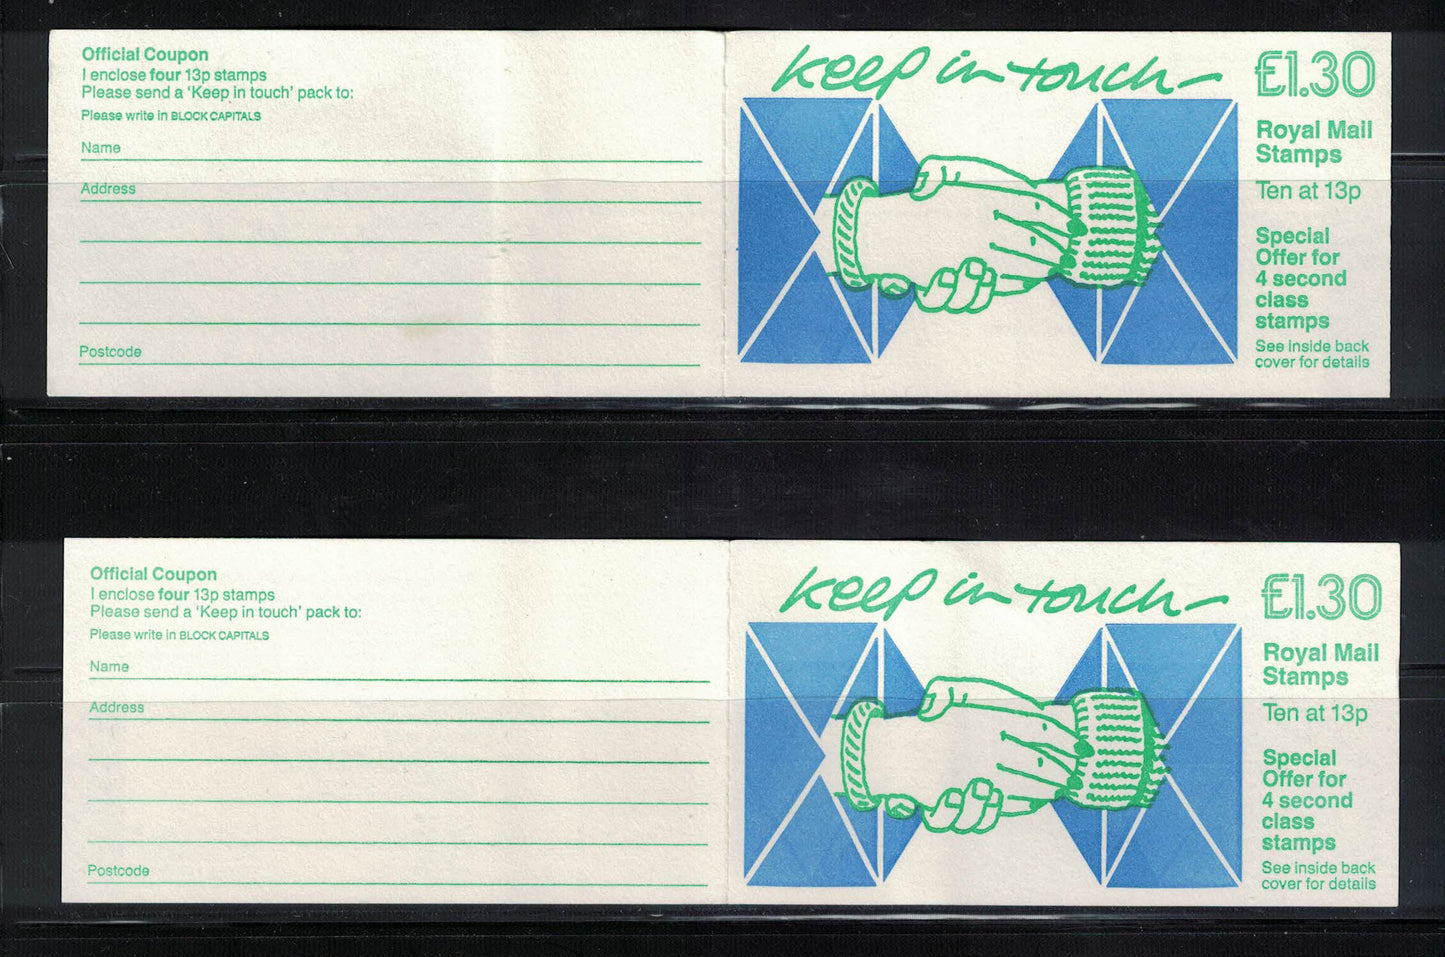 Official Coupon
I enclose four 13p stamps
Please send a ‘Keep in touch’ pack to:
Please write in BLOCK CAPITALS
Name
Address
Postcode
Keep in touch
£1.30
Royal Mail
Stamps
Ten at 13p
Special
Offer for
4 second
class
stamps
See inside back
cover for details
Official Coupon
I enclose four 13p stamps
Please send a ‘Keep in touch’ pack to:
Please write in BLOCK CAPITALS
Name
Address
Postcode
Keep in touch
£1.30
Royal Mail
Stamps
Ten at 13p
Special
Offer for
4 second
class
stamps
See inside back
cover for details